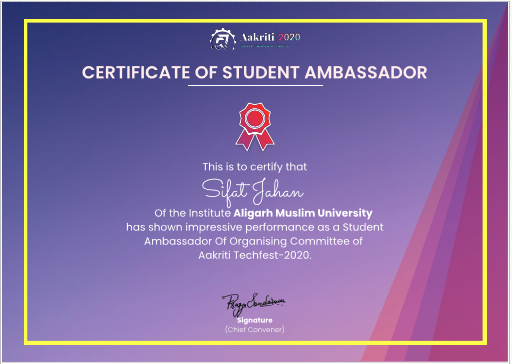 Aakriti 2020
CERTIFICATE OF STUDENT AMBASSADOR
This is to certify that
Sifat Jahan
Of the Institute Aligarh Muslim University
has shown impressive performance as a Student
Ambassador Of Organising Committee of
Aakriti Techfest-2020.
Signature
(Chief Convener)